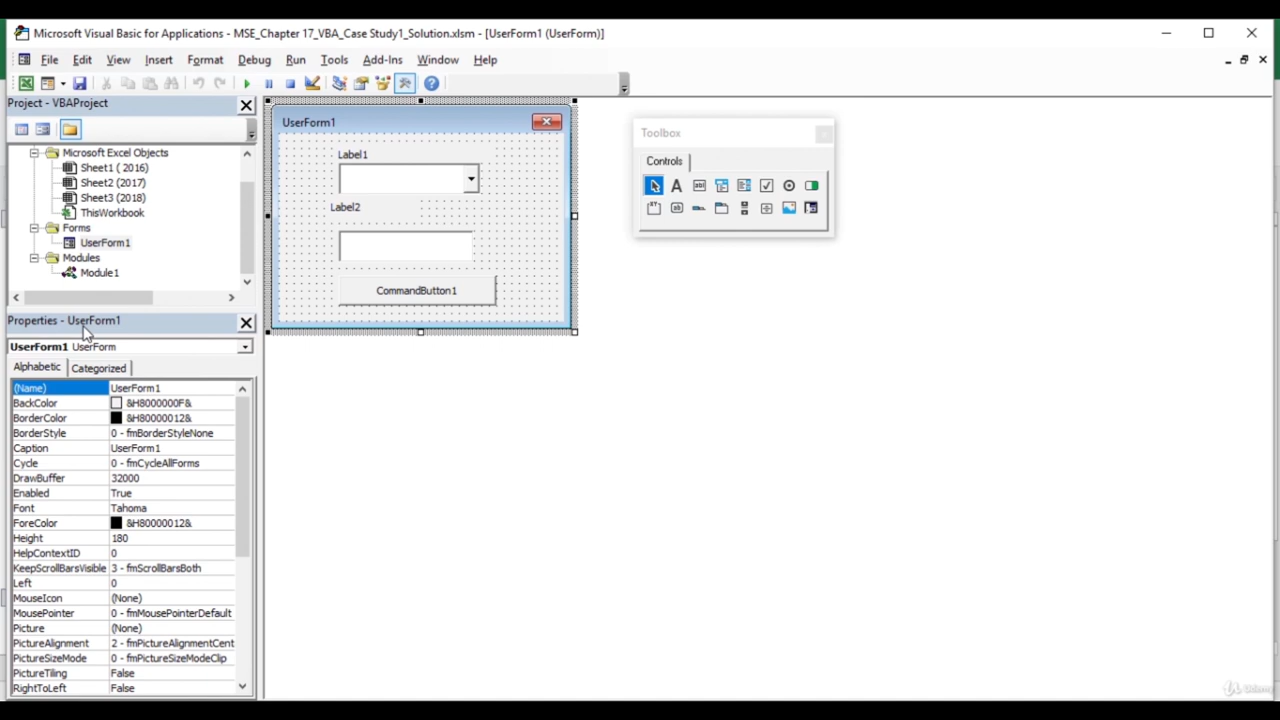 Microsoft Visual Basic for Applications - MSE_Chapter 17_VBA_Case Study1_Solution.xlsm - [UserForm1 (UserForm)]
File Edit View Insert Format Debug Run Tools Add-Ins Window Help
Project - VBAProject
Microsoft Excel Objects
Sheet1 ( 2016)
Sheet2 (2017)
Sheet3 (2018)
ThisWorkbook
Forms
UserForm1
Modules
Module1
Properties - UserForm1
UserForm1 UserForm
Alphabetic Categorized
(Name) UserForm1
BackColor &H8000000F&
BorderColor &H80000012&
BorderStyle 0 - fmBorderStyleNone
Caption UserForm1
Cycle 0 - fmCycleAllForms
DrawBuffer 32000
Enabled True
Font Tahoma
ForeColor &H80000012&
Height 180
HelpContextID 0
KeepScrollBarsVisible 3 - fmScrollBarsBoth
Left 0
MouseIcon (None)
MousePointer 0 - fmMousePointerDefault
Picture (None)
PictureAlignment 2 - fmPictureAlignmentCent
PictureSizeMode 0 - fmPictureSizeModeClip
PictureTiling False
RightToLeft False
UserForm1
Label1
Label2
CommandButton1
Toolbox
Controls
A ab|
XY ab
Udemy